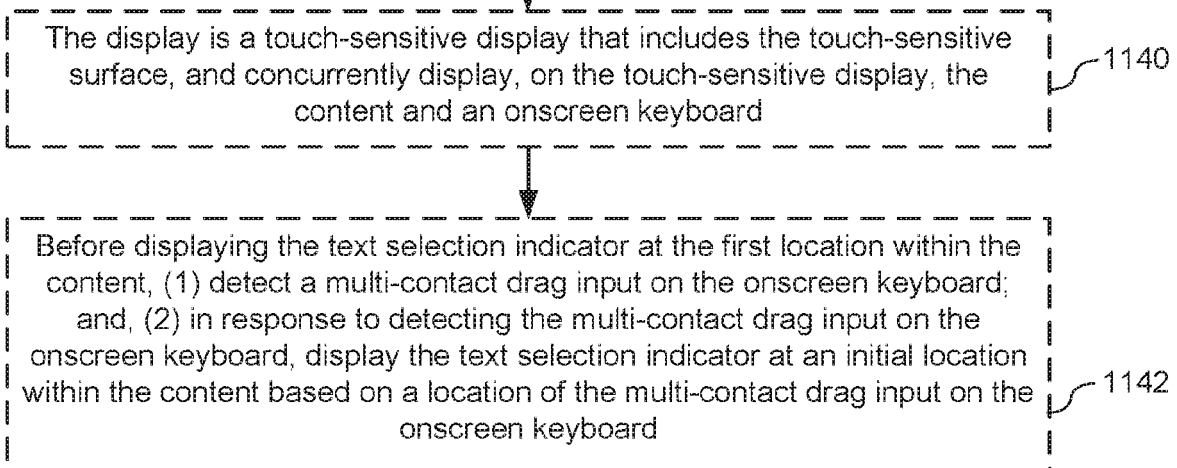 The display is a touch-sensitive display that includes the touch-sensitive
surface, and concurrently display, on the touch-sensitive display, the
content and an onscreen keyboard
1140
Before displaying the text selection indicator at the first location within the
content, (1) detect a multi-contact drag input on the onscreen keyboard;
and, (2) in response to detecting the multi-contact drag input on the
onscreen keyboard, display the text selection indicator at an initial location
within the content based on a location of the multi-contact drag input on the
onscreen keyboard
1142